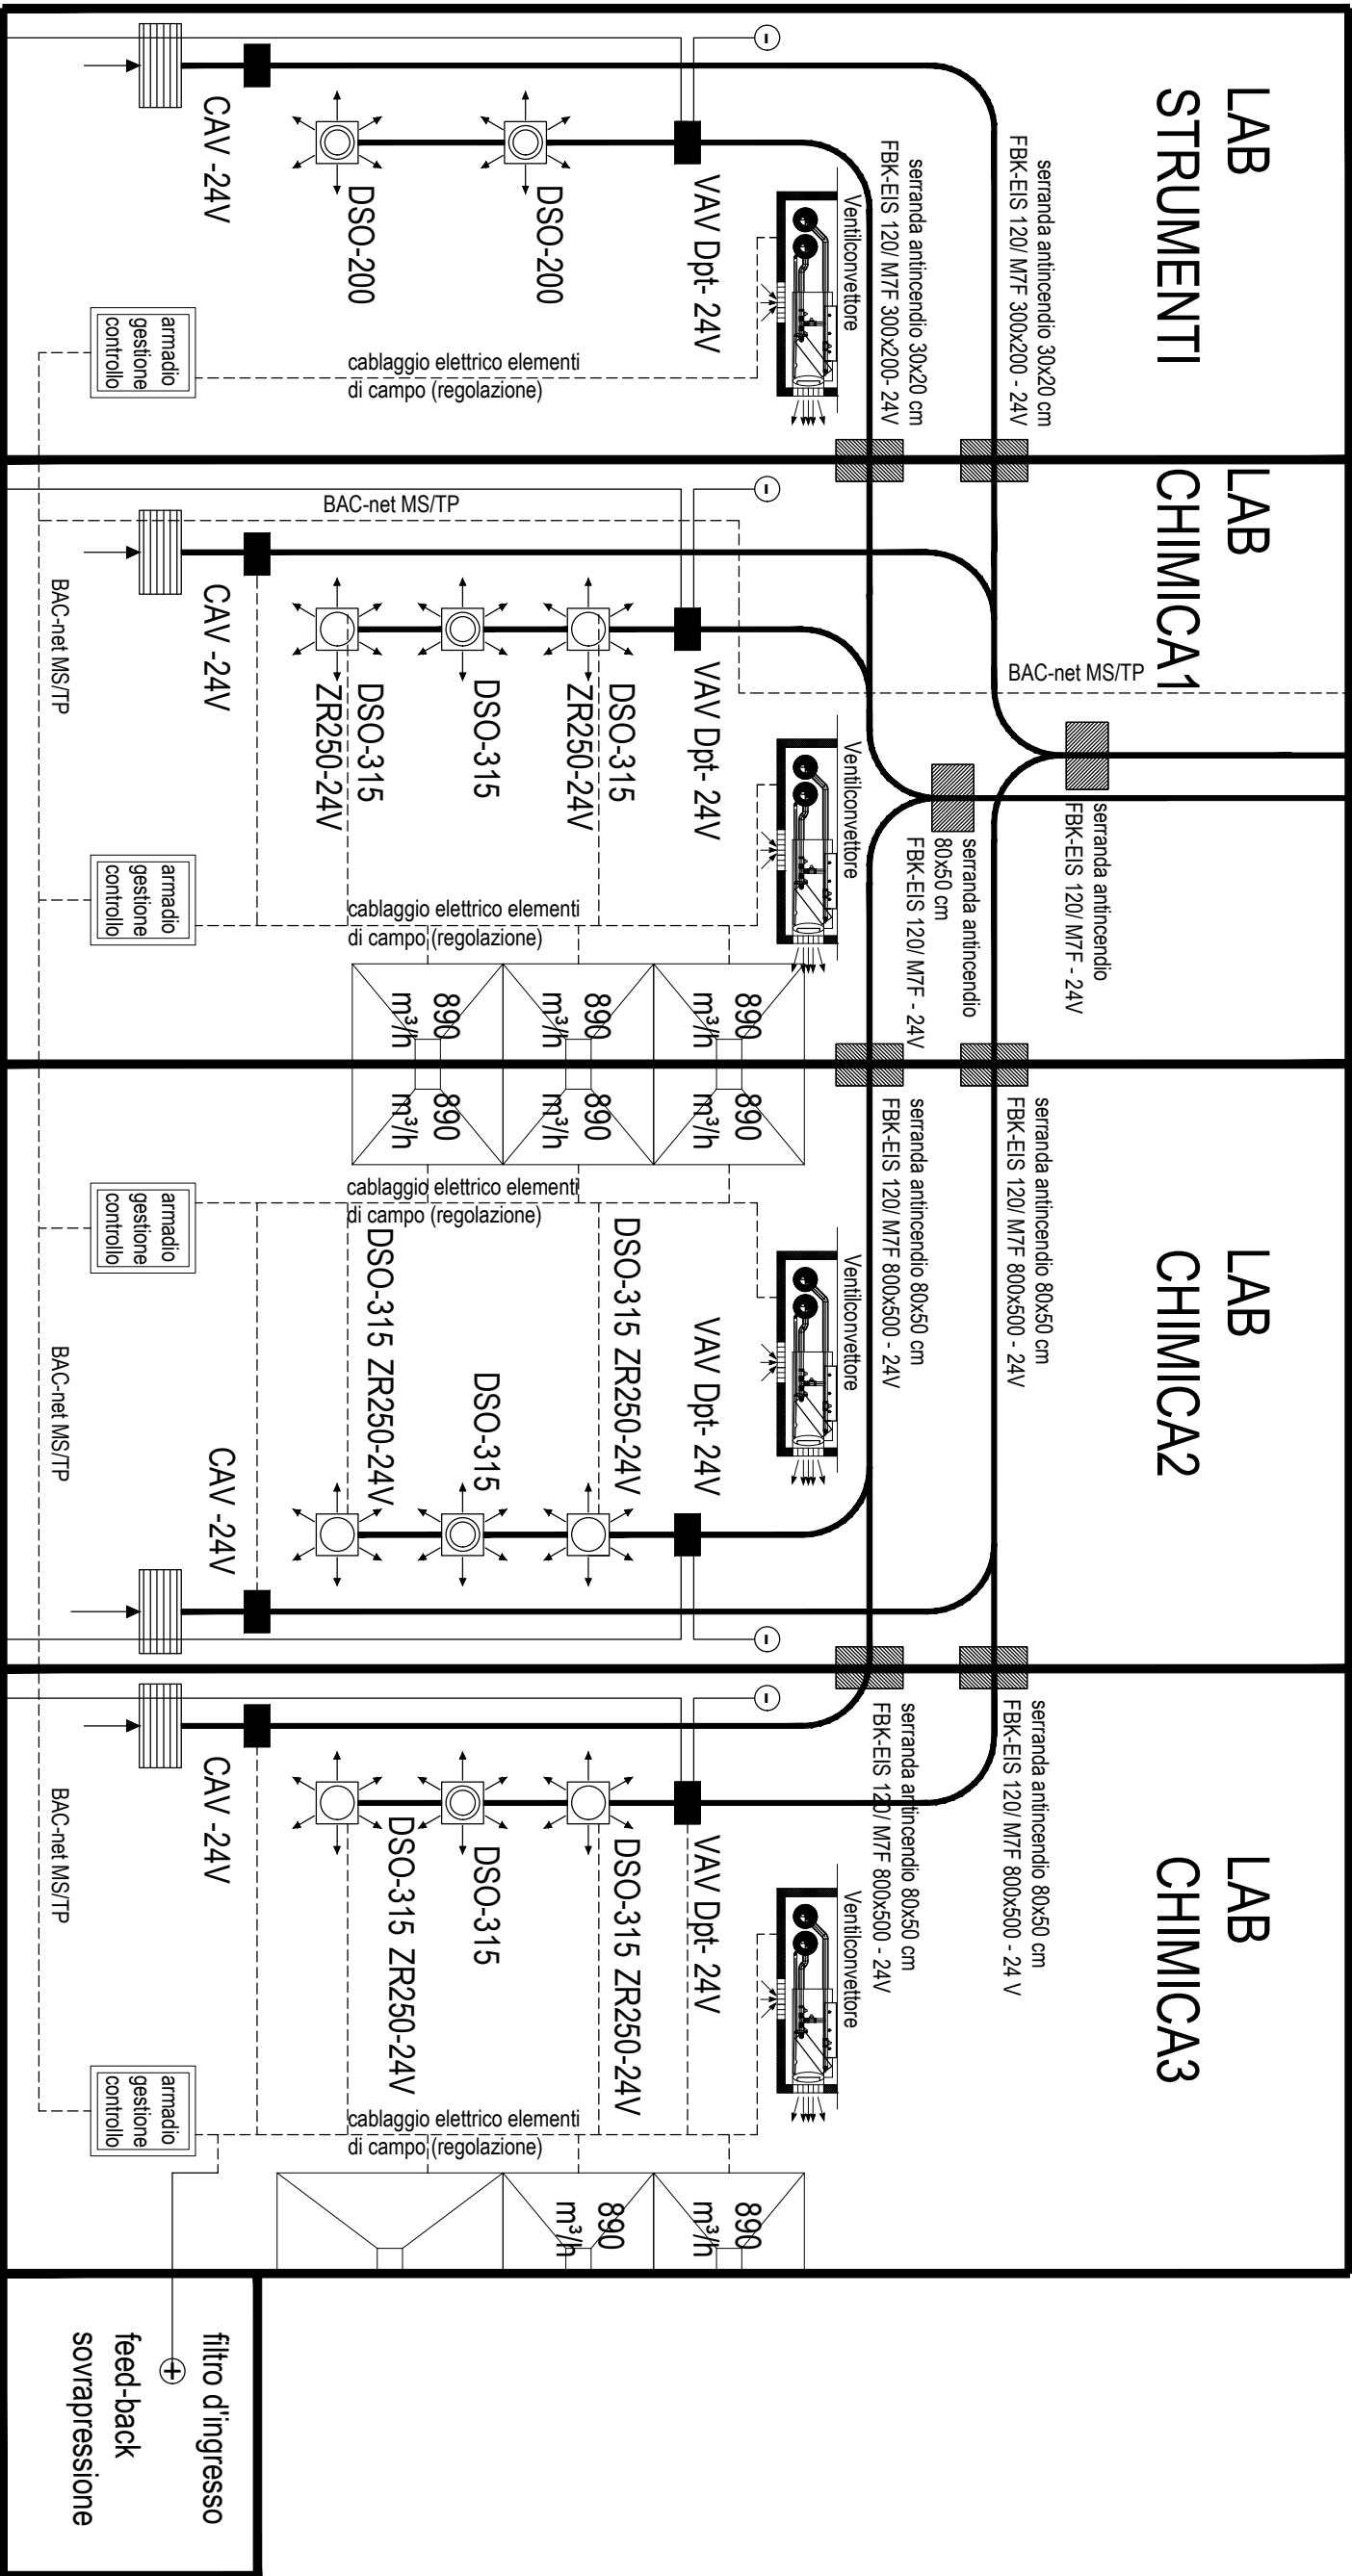 LAB
STRUMENTI
serranda antincendio 30x20 cm
FBK-EIS 120/ M7F 300x200 - 24V
serranda antincendio 30x20 cm
FBK-EIS 120/ M7F 300x200- 24V
Ventilconvettore
VAV Dpt- 24V
DSO-200
DSO-200
CAV -24V
cablaggio elettrico elementi
di campo (regolazione)
armadio
gestione
controllo
LAB
CHIMICA1
BAC-net MS/TP
BAC-net MS/TP
BAC-net MS/TP
serranda antincendio
FBK-EIS 120/ M7F - 24V
serranda antincendio
80x50 cm
FBK-EIS 120/ M7F - 24V
Ventilconvettore
VAV Dpt- 24V
DSO-315
ZR250-24V
DSO-315
DSO-315
ZR250-24V
CAV -24V
cablaggio elettrico elementi
di campo (regolazione)
armadio
gestione
controllo
890
m³/h
890
m³/h
890
m³/h
LAB
CHIMICA2
serranda antincendio 80x50 cm
FBK-EIS 120/ M7F 800x500 - 24V
serranda antincendio 80x50 cm
FBK-EIS 120/ M7F 800x500 - 24V
890
m³/h
890
m³/h
890
m³/h
cablaggio elettrico elementi
di campo (regolazione)
armadio
gestione
controllo
Ventilconvettore
VAV Dpt- 24V
DSO-315 ZR250-24V
DSO-315
DSO-315 ZR250-24V
CAV -24V
BAC-net MS/TP
LAB
CHIMICA3
serranda antincendio 80x50 cm
FBK-EIS 120/ M7F 800x500 - 24 V
serranda antincendio 80x50 cm
FBK-EIS 120/ M7F 800x500 - 24V
Ventilconvettore
VAV Dpt- 24V
DSO-315 ZR250-24V
DSO-315
DSO-315 ZR250-24V
CAV -24V
BAC-net MS/TP
cablaggio elettrico elementi
di campo (regolazione)
armadio
gestione
controllo
890
m³/h
890
m³/h
filtro d'ingresso
feed-back
sovrapressione